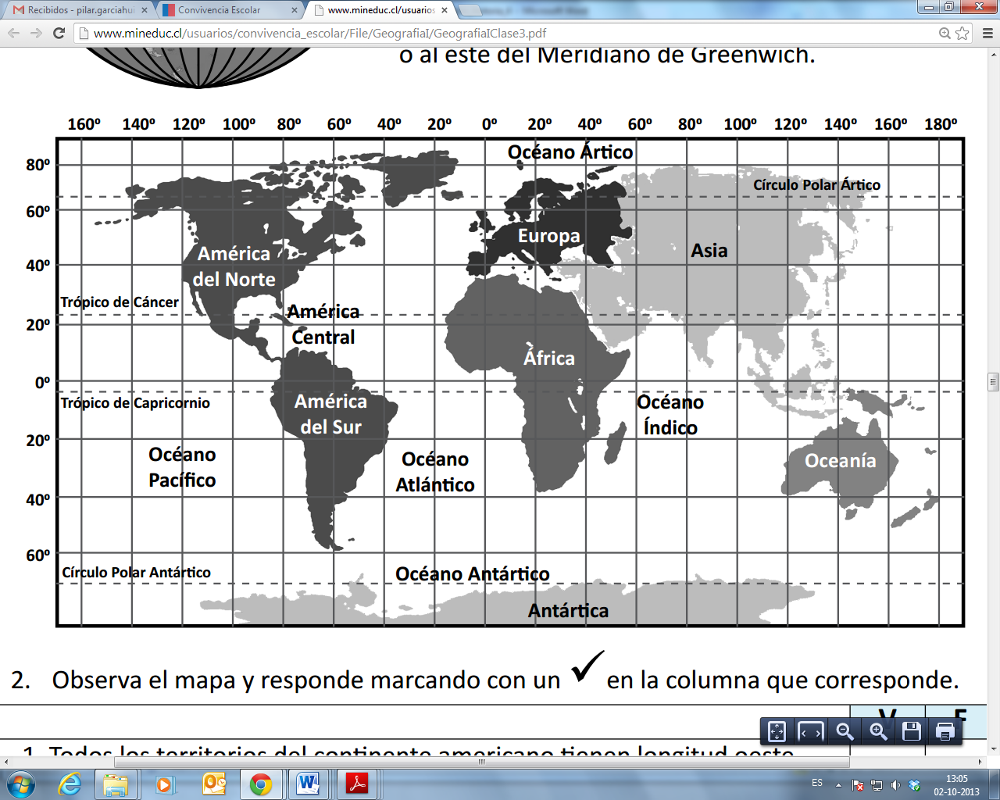 Recibidos - pilar.garciahui
Convivencia Escolar
www.mineduc.cl/usuarios
www.mineduc.cl/usuarios/convivencia_escolar/File/GeografiaI/GeografiaIClase3.pdf
o al este del Meridiano de Greenwich.
160º 140º 120º 100º 80º 60º 40º 20º 0º 20º 40º 60º 80º 100º 120º 140º 160º 180º
Océano Ártico
80º
Círculo Polar Ártico
60º
Europa
América
del Norte
Asia
40º
Trópico de Cáncer
América
Central
20º
África
0º
Trópico de Capricornio
América
del Sur
Océano
Índico
20º
Océano
Pacífico
Océano
Atlántico
Oceanía
40º
60º
Círculo Polar Antártico
Océano Antártico
Antártica
2. Observa el mapa y responde marcando con un ✓ en la columna que corresponde.
V F
1. Todos los territorios del continente americano tienen longitud oeste
ES
13:05
02-10-2013